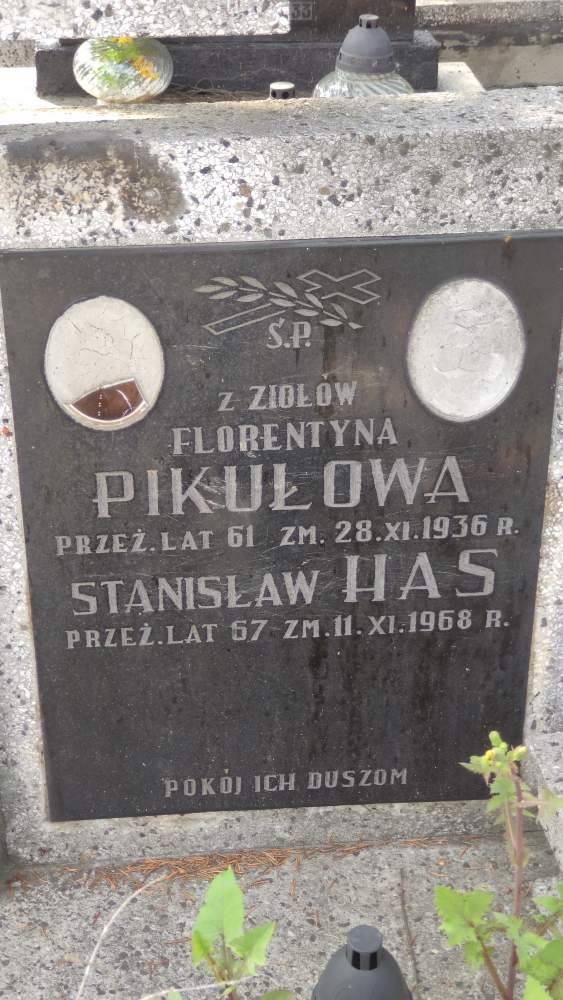 33
Ś.P.
Z ZIOŁÓW
FLORENTYNA
PIKUŁOWA
PRZEŻ. LAT 61 ZM. 28.XI.1936 R.
STANISŁAW HAS
PRZEŻ. LAT 67 ZM. 11. XI.1968 R.
POKÓJ ICH DUSZOM